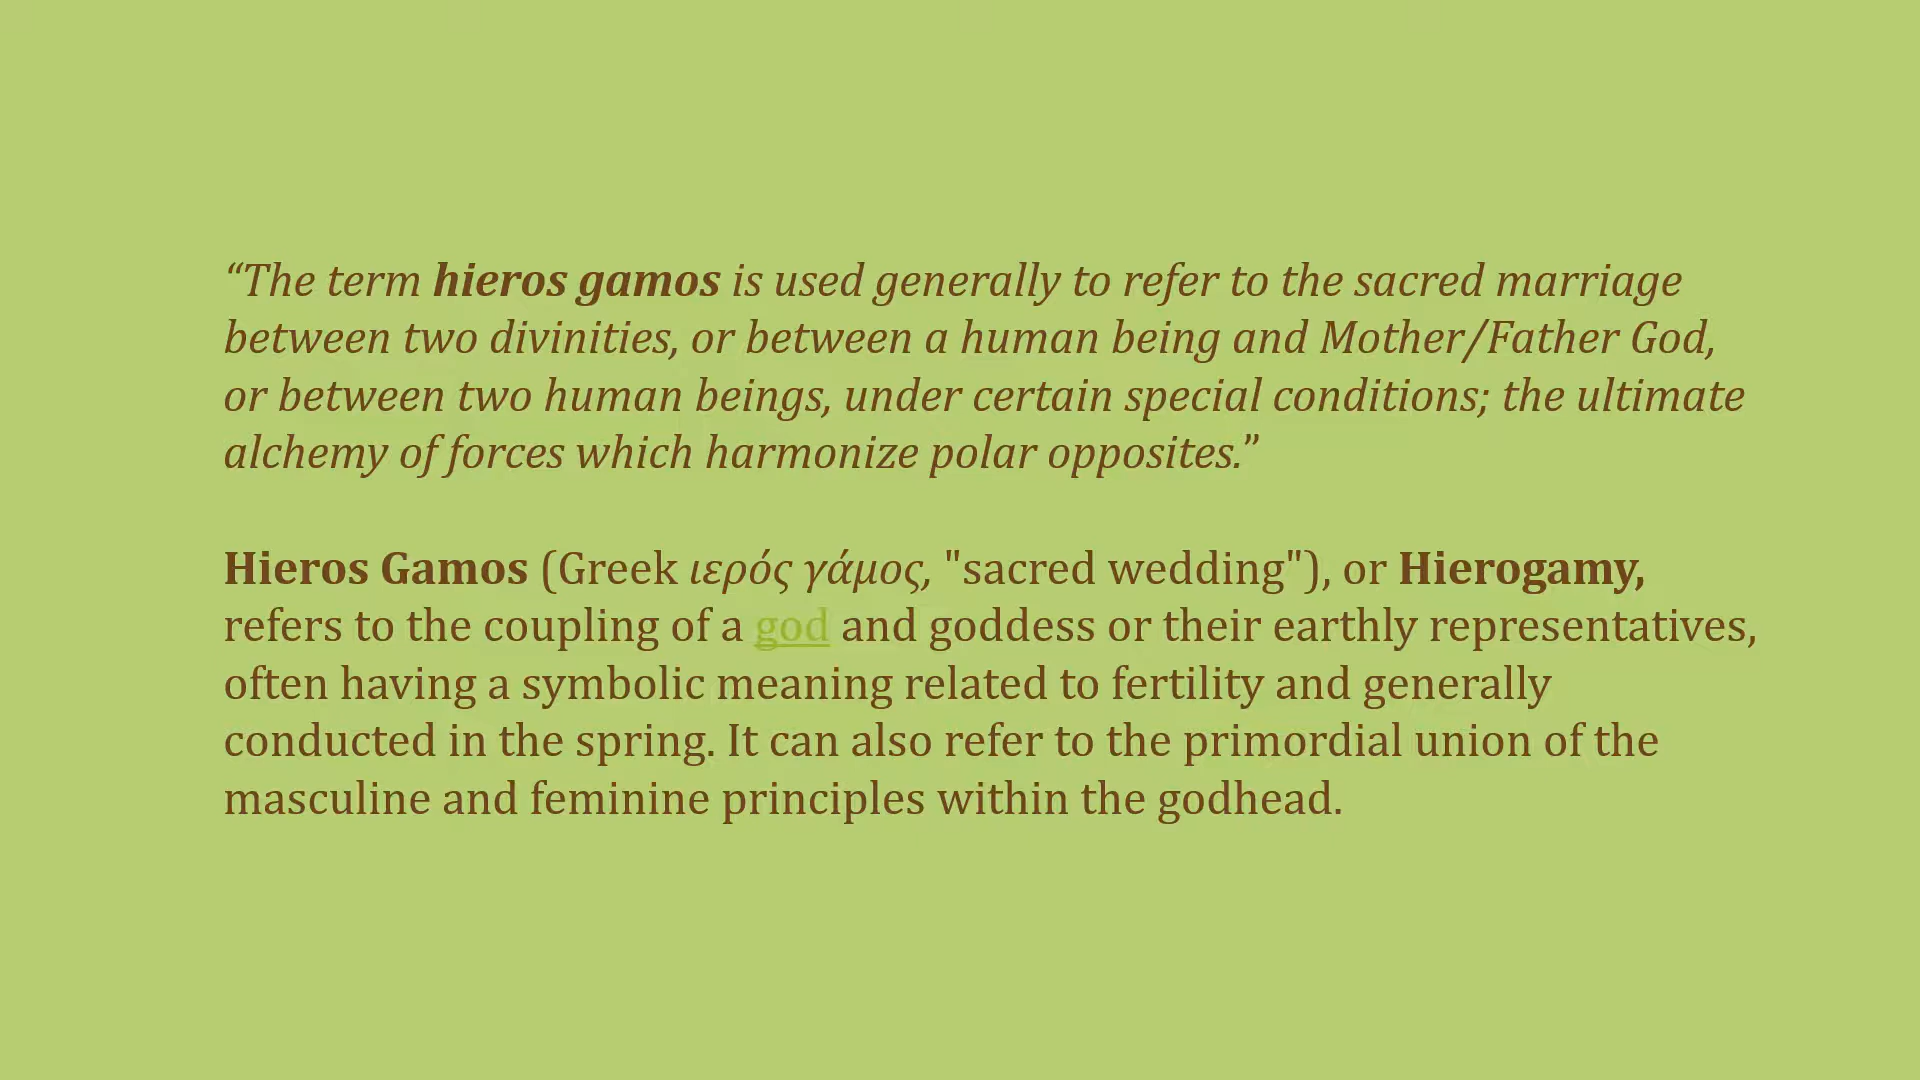 “The term hieros gamos is used generally to refer to the sacred marriage
between two divinities, or between a human being and Mother/Father God,
or between two human beings, under certain special conditions; the ultimate
alchemy of forces which harmonize polar opposites.”
Hieros Gamos (Greek ιερός γάμος, "sacred wedding"), or Hierogamy,
refers to the coupling of a god and goddess or their earthly representatives,
often having a symbolic meaning related to fertility and generally
conducted in the spring. It can also refer to the primordial union of the
masculine and feminine principles within the godhead.